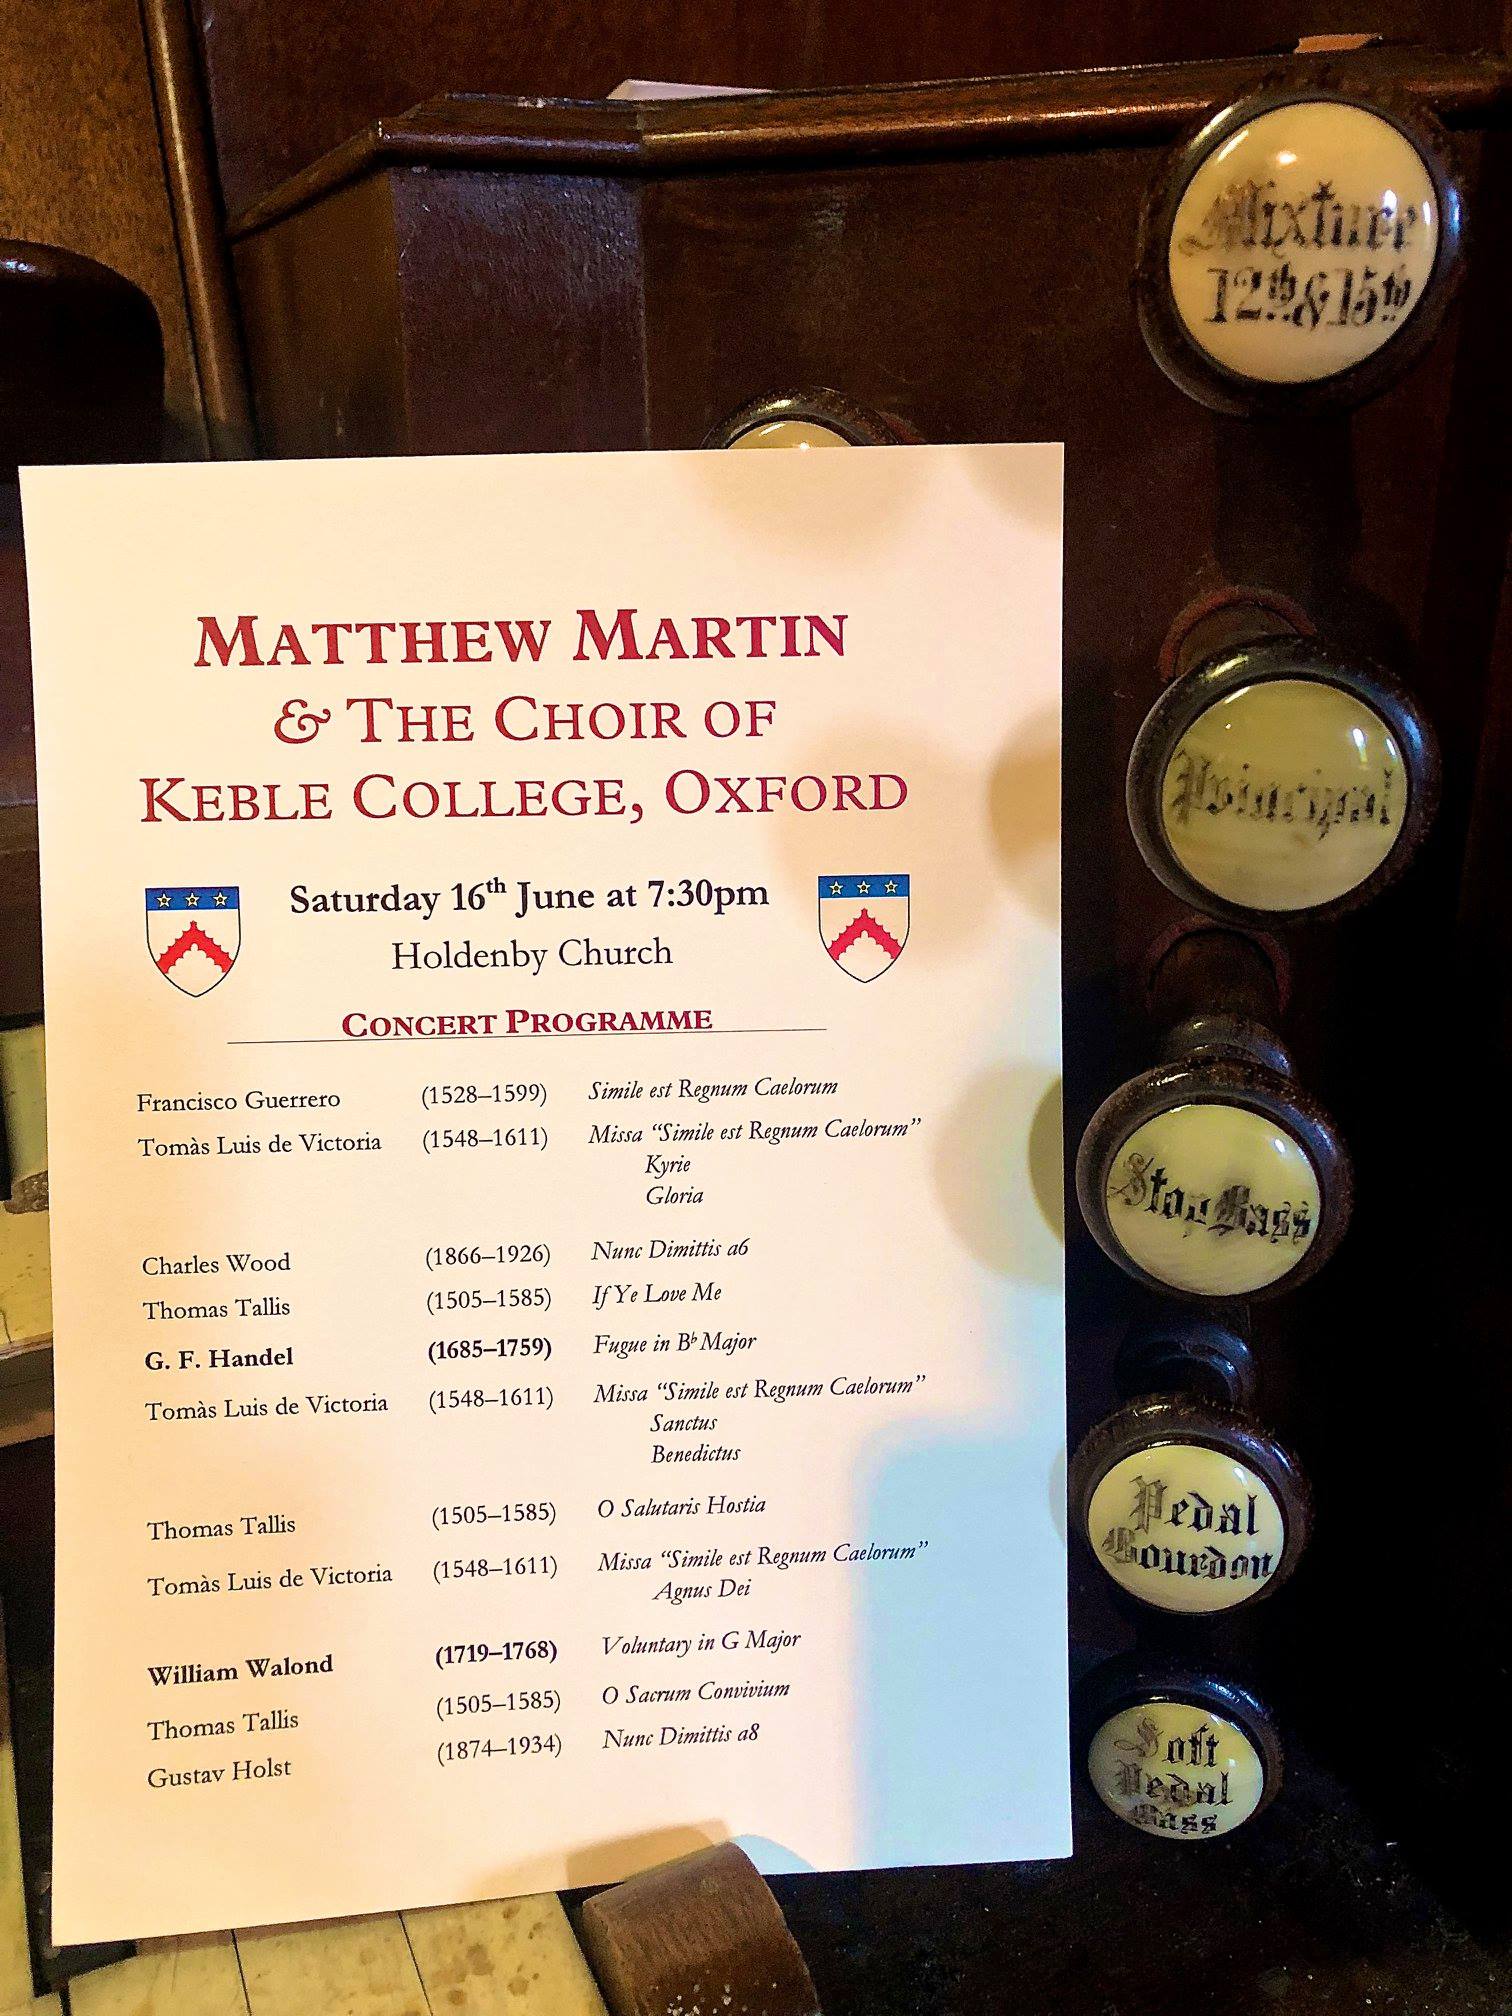 MATTHEW MARTIN
& THE CHOIR OF
KEBLE COLLEGE, OXFORD
Saturday 16th June at 7:30pm
Holdenby Church
CONCERT PROGRAMME
Francisco Guerrero (1528–1599) Simile est Regnum Caelorum
Tomàs Luis de Victoria (1548–1611) Missa “Simile est Regnum Caelorum”
Kyrie
Gloria
Charles Wood (1866–1926) Nunc Dimittis a6
Thomas Tallis (1505–1585) If Ye Love Me
G. F. Handel (1685–1759) Fugue in B♭ Major
Tomàs Luis de Victoria (1548–1611) Missa “Simile est Regnum Caelorum”
Sanctus
Benedictus
Thomas Tallis (1505–1585) O Salutaris Hostia
Tomàs Luis de Victoria (1548–1611) Missa “Simile est Regnum Caelorum”
Agnus Dei
William Walond (1719–1768) Voluntary in G Major
Thomas Tallis (1505–1585) O Sacrum Convivium
Gustav Holst (1874–1934) Nunc Dimittis a8
Mixture
12th & 15th
Principal
Stop Bass
Pedal
Bourdon
Soft
Pedal
Bass